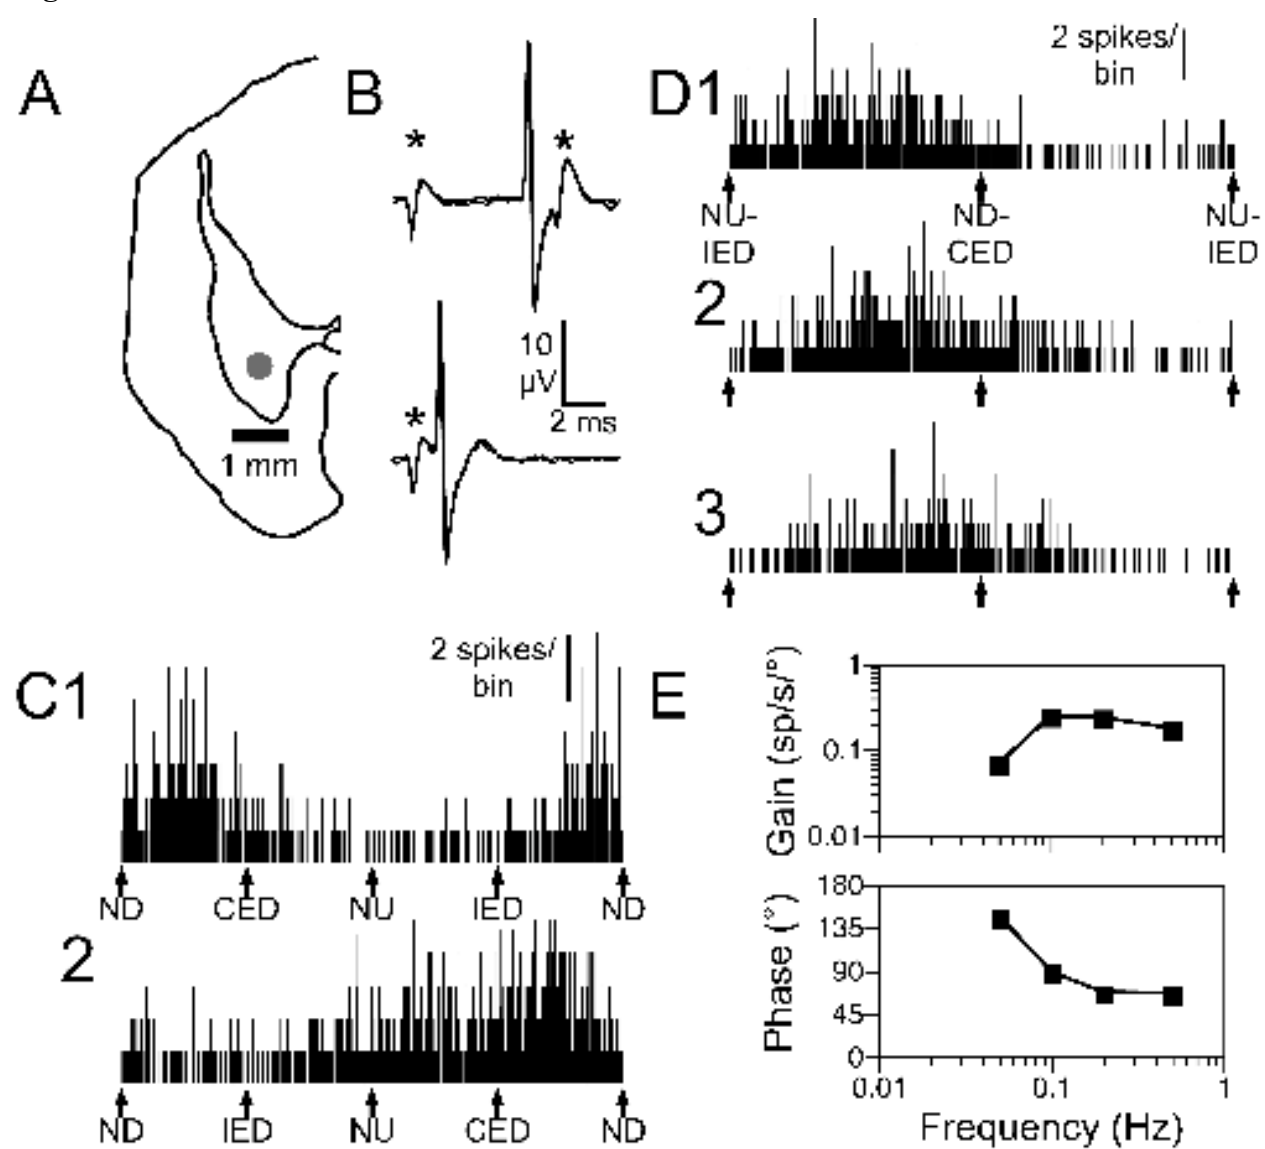 A
B
*
*
10
µV
2 ms
*
1 mm
D1
2 spikes/
bin
NU-
IED
ND-
CED
NU-
IED
2
3
C1
2 spikes/
bin
ND
CED
NU
IED
ND
2
ND
IED
NU
CED
ND
E
Gain (sp/s/°)
1
0.1
0.01
Phase (°)
180
135
90
45
0
0.01
0.1
1
Frequency (Hz)